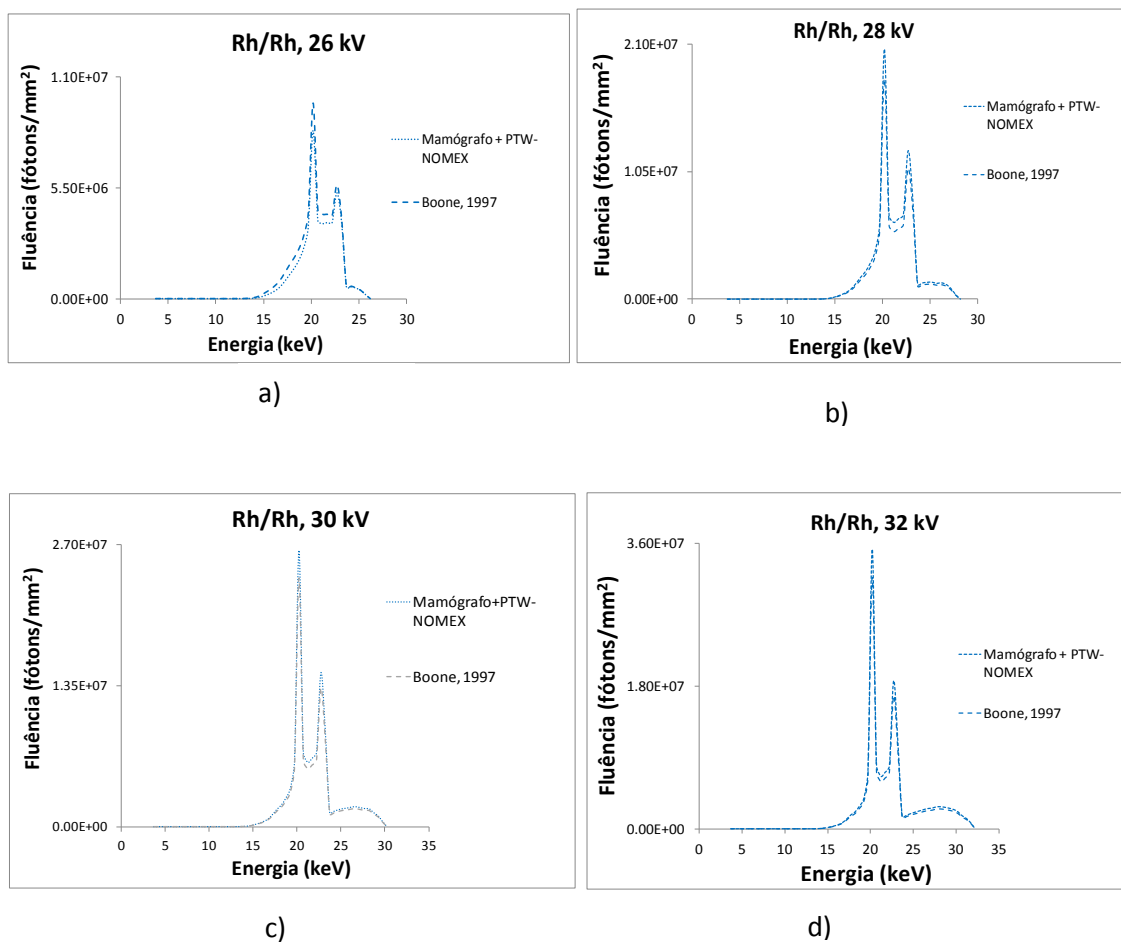 Rh/Rh, 26 kV
Fluência (fótons/mm²)
1.10E+07
5.50E+06
0.00E+00
0 5 10 15 20 25 30
Energia (keV)
Mamógrafo + PTW-
NOMEX
Boone, 1997
a)
Rh/Rh, 28 kV
Fluência (fótons/mm²)
2.10E+07
1.05E+07
0.00E+00
0 5 10 15 20 25 30
Energia (keV)
Mamógrafo + PTW-
NOMEX
Boone, 1997
b)
Rh/Rh, 30 kV
Fluência (fótons/mm²)
2.70E+07
1.35E+07
0.00E+00
0 5 10 15 20 25 30 35
Energia (keV)
Mamógrafo+PTW-
NOMEX
Boone, 1997
c)
Rh/Rh, 32 kV
Fluência (fótons/mm²)
3.60E+07
1.80E+07
0.00E+00
0 5 10 15 20 25 30 35
Energia (keV)
Mamógrafo + PTW-
NOMEX
Boone, 1997
d)